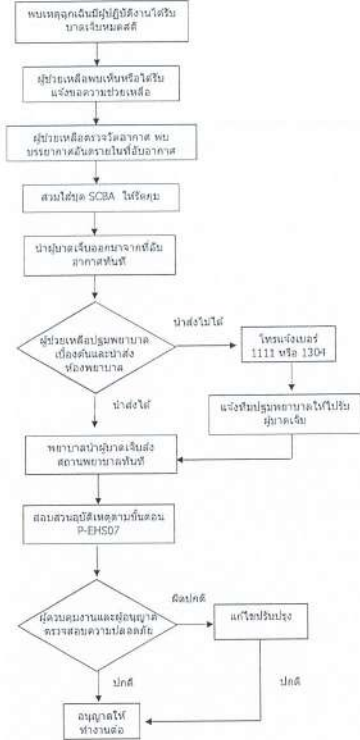 พบเหตุฉุกเฉินมีผู้ปฏิบัติงานได้รับ
บาดเจ็บหมดสติ
ผู้ช่วยเหลือพบเห็นหรือได้รับ
แจ้งขอความช่วยเหลือ
ผู้ช่วยเหลือตรวจวัดอากาศ พบ
บรรยากาศอันตรายในที่อับอากาศ
สวมใส่ชุด SCBA ให้รัดกุม
นำผู้บาดเจ็บออกมาจากที่อับ
อากาศทันที
ผู้ช่วยเหลือปฐมพยาบาล
เบื้องต้นและนำส่ง
ห้องพยาบาล
นำส่งไม่ได้
โทรแจ้งเบอร์
1111 หรือ 1304
แจ้งทีมปฐมพยาบาลให้ไปรับ
ผู้บาดเจ็บ
นำส่งได้
พยาบาลนำผู้บาดเจ็บส่ง
สถานพยาบาลทันที
สอบสวนอุบัติเหตุตามขั้นตอน
P-EHS07
ผู้ควบคุมงานและผู้อนุญาต
ตรวจสอบความปลอดภัย
ผิดปกติ
แก้ไขปรับปรุง
ปกติ
ปกติ
อนุญาตให้
ทำงานต่อ